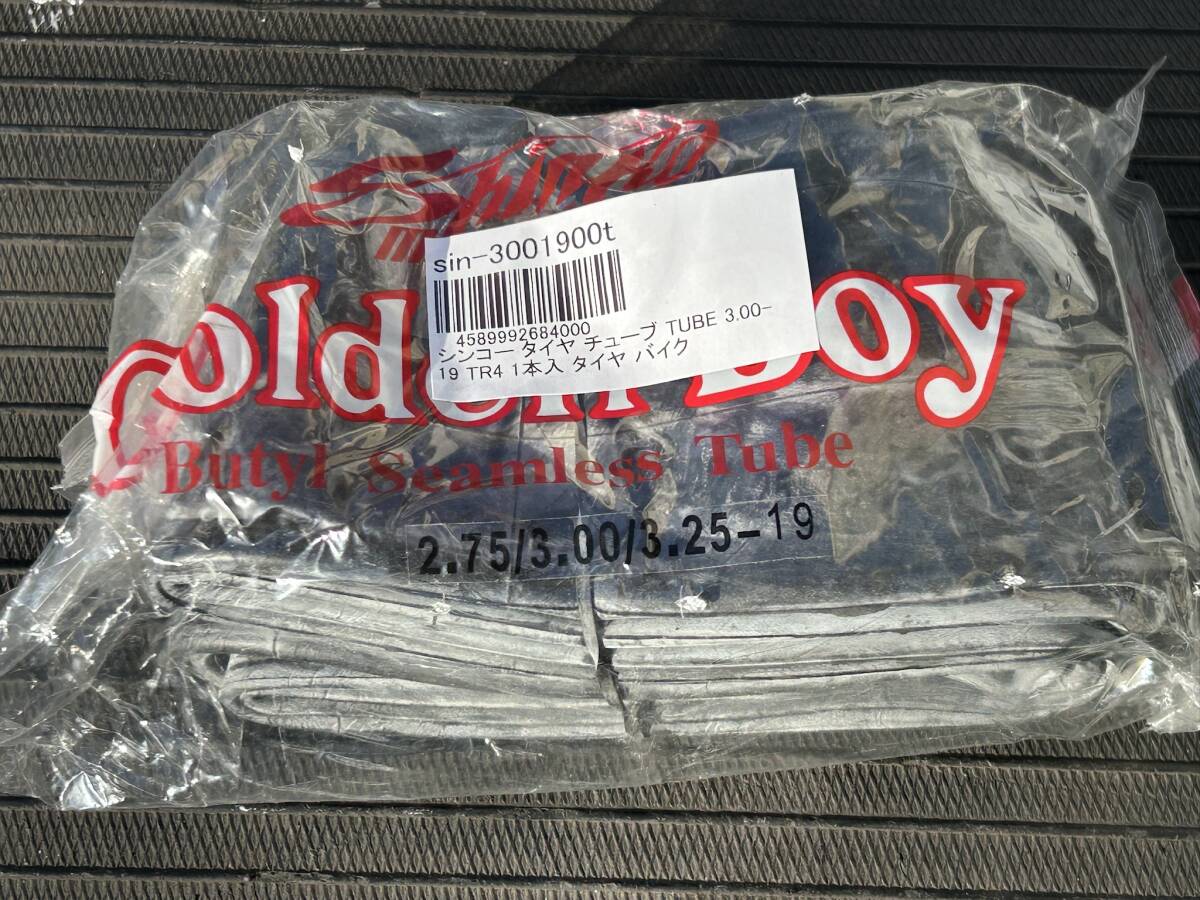 Shinko
sin-3001900t
4589992684000
シンコー タイヤ チューブ TUBE 3.00-
19 TR4 1本入 タイヤ バイク
Golden Boy
Butyl Seamless Tube
2.75/3.00/3.25-19